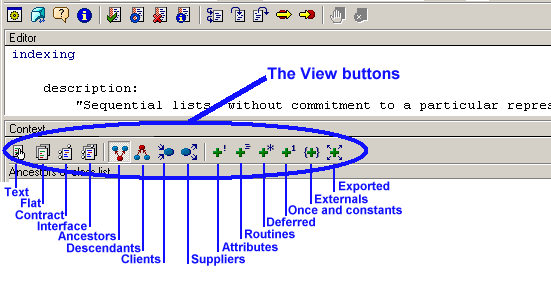 Editor
indexing
description:
"Sequential lists, without commitment to a particular repres
The View buttons
Context
Ancestors of class list
Text
Flat
Contract
Interface
Ancestors
Descendants
Clients
Suppliers
Attributes
Routines
Deferred
Once and constants
Externals
Exported